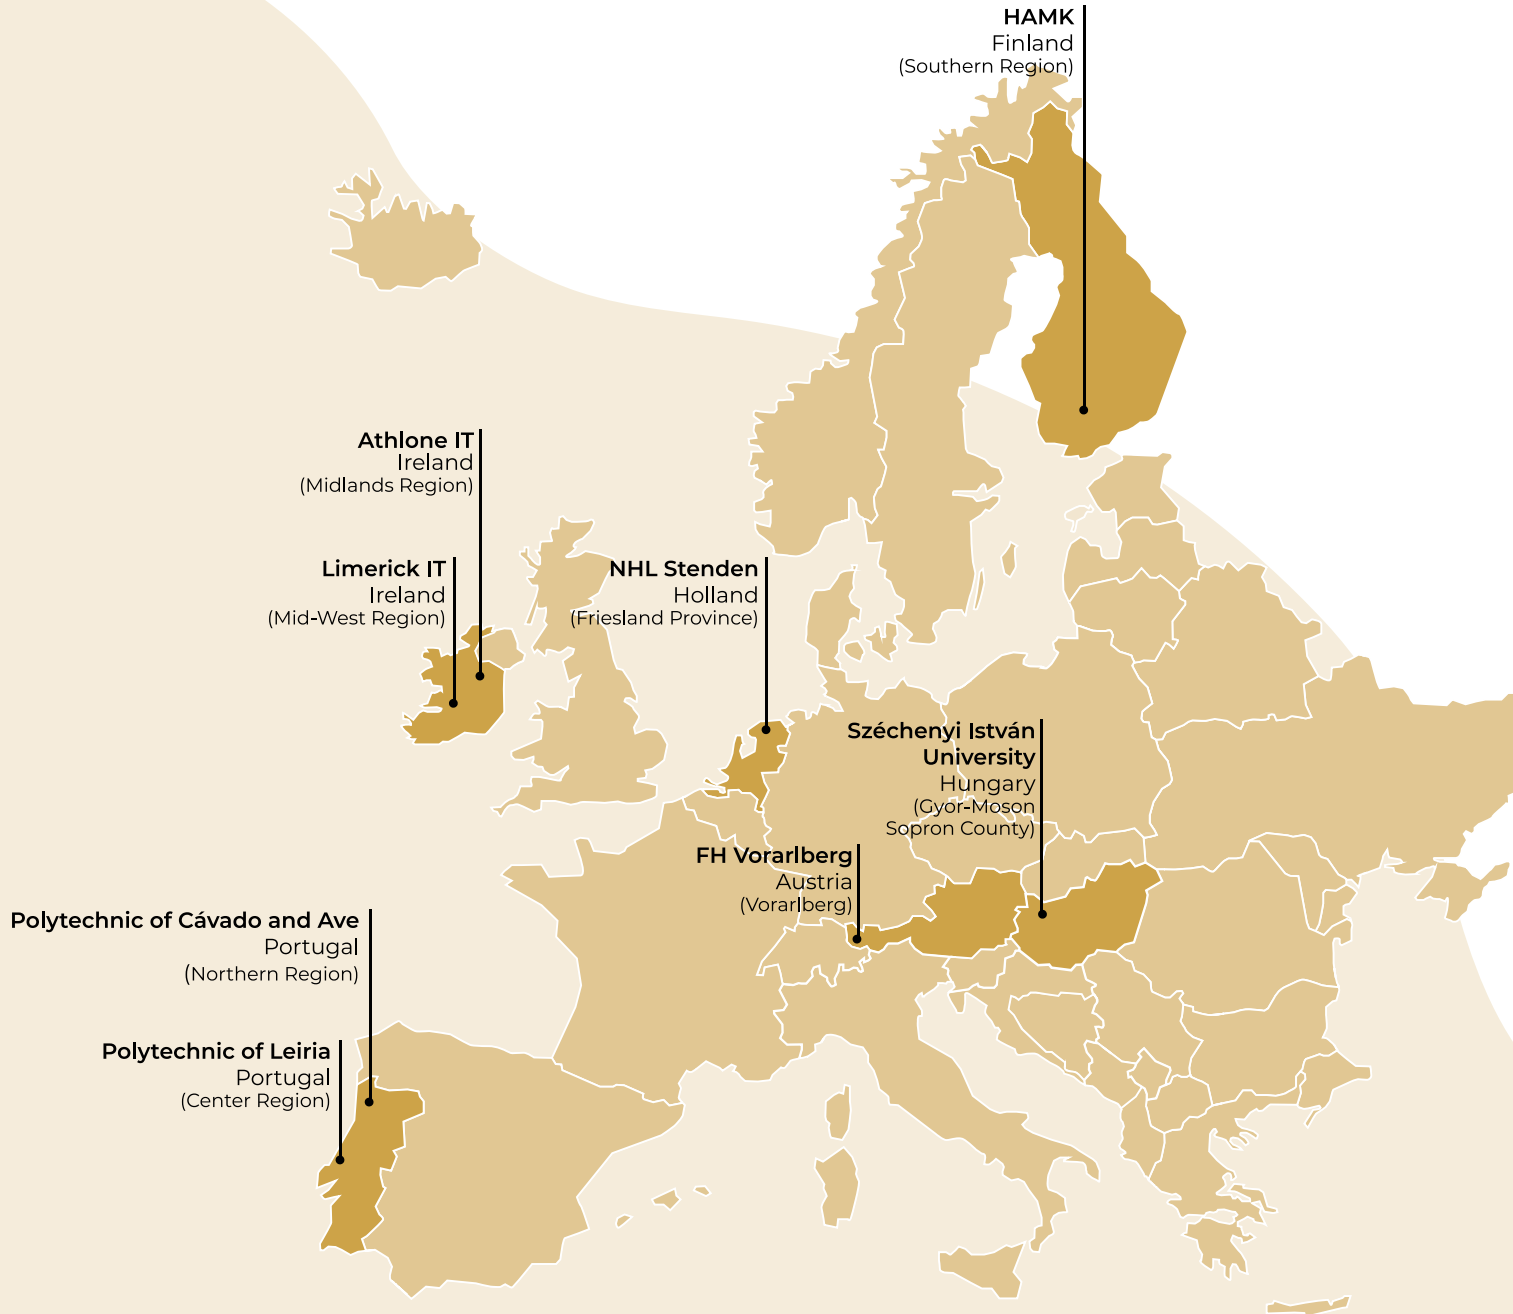 HAMK
Finland
(Southern Region)
Athlone IT
Ireland
(Midlands Region)
Limerick IT
Ireland
(Mid-West Region)
NHL Stenden
Holland
(Friesland Province)
Széchenyi István
University
Hungary
(Gyor-Moson
Sopron County)
FH Vorarlberg
Austria
(Vorarlberg)
Polytechnic of Cávado and Ave
Portugal
(Northern Region)
Polytechnic of Leiria
Portugal
(Center Region)